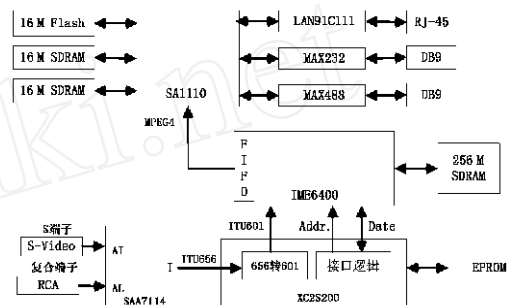 16 M Flash
LAN91C111
RJ-45
16 M SDRAM
MAX232
DB9
16 M SDRAM
SA1110
MAX488
DB9
MPEG4
FIFO
256 M
SDRAM
IME6400
ITU601
Addr.
Date
S端子
S-Video
AI
复合端子
RCA
AL
SAA7114
I
ITU656
656转601
接口逻辑
EPROM
XC2S200